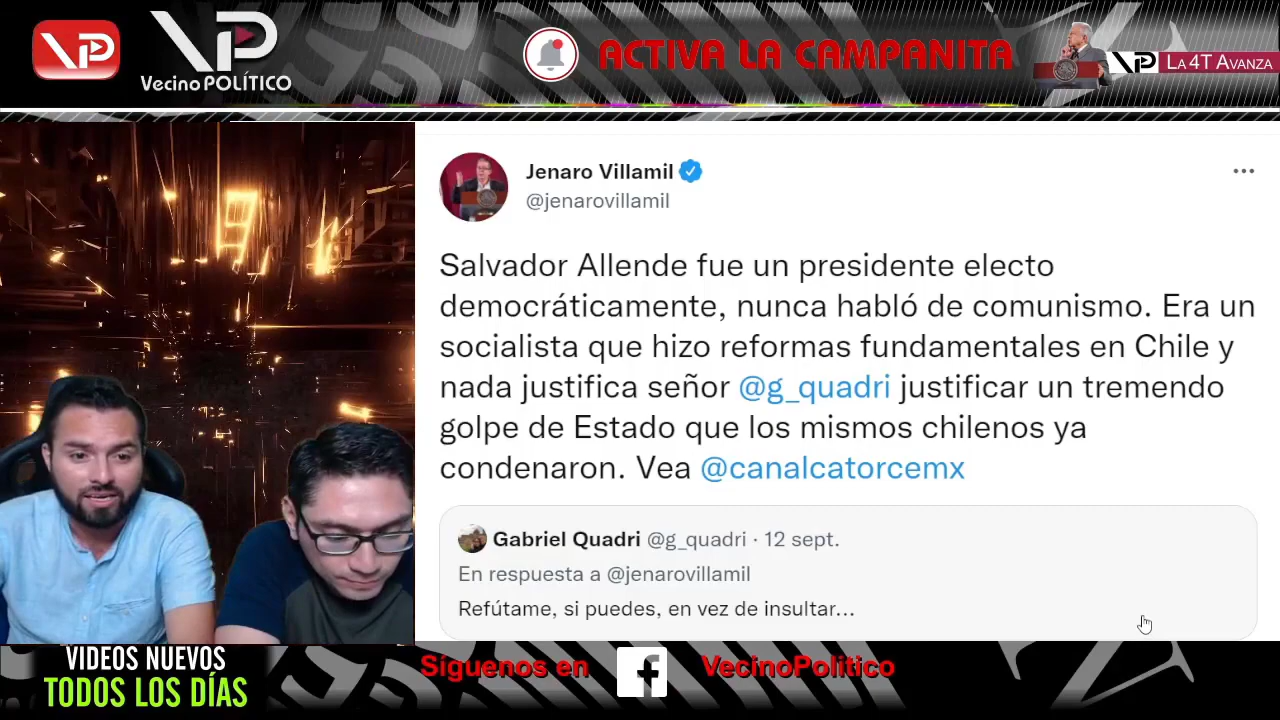 VP
VP
Vecino POLÍTICO
ACTIVA LA CAMPANITA
VP
LA 4T AVANZA
Jenaro Villamil
@jenarovillamil
Salvador Allende fue un presidente electo
democráticamente, nunca habló de comunismo. Era un
socialista que hizo reformas fundamentales en Chile y
nada justifica señor @g_quadri justificar un tremendo
golpe de Estado que los mismos chilenos ya
condenaron. Vea @canalcatorcemx
Gabriel Quadri @g_quadri · 12 sept.
En respuesta a @jenarovillamil
Refútame, si puedes, en vez de insultar...
VIDEOS NUEVOS
TODOS LOS DÍAS
Síguenos en
f
VecinoPolitico